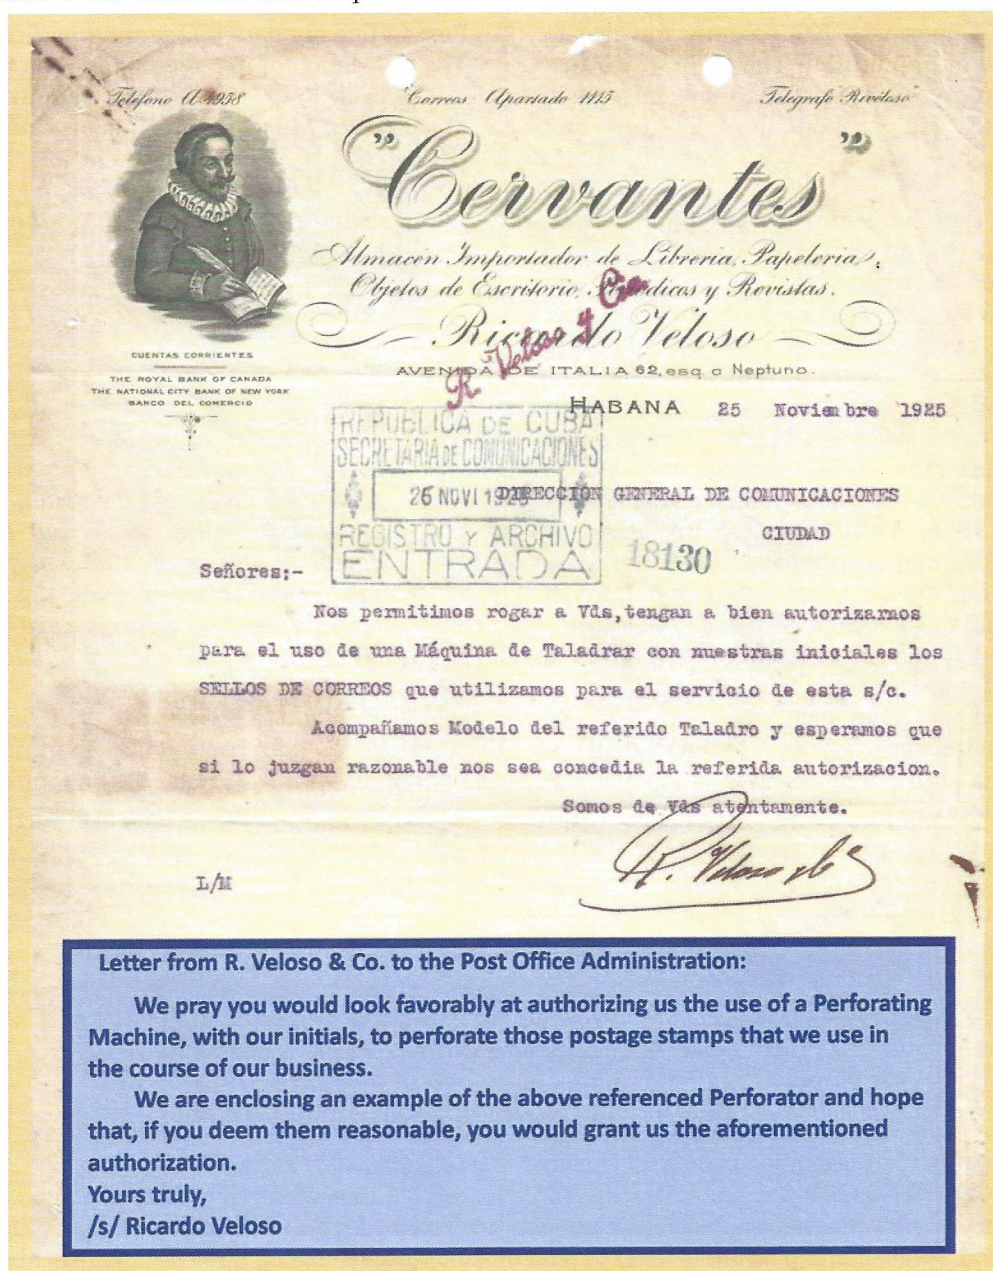 Teléfono A-4958 Correos Apartado 1115 Telegrafo Riveloso
"Cervantes"
Almacén Importador de Librería, Papelería,
Objetos de Escritorio, Periódicos y Revistas.
Ricardo Veloso
R. Veloso y Cia
AVENIDA DE ITALIA 62, esq. a Neptuno.
CUENTAS CORRIENTES
THE ROYAL BANK OF CANADA
THE NATIONAL CITY BANK OF NEW YORK
BANCO DEL COMERCIO
HABANA 25 Noviembre 1925
REPUBLICA DE CUBA
SECRETARIA DE COMUNICACIONES
26 NOVI 1925
REGISTRO Y ARCHIVO
ENTRADA
18130
DIRECCION GENERAL DE COMUNICACIONES
CIUDAD
Señores:-
Nos permitimos rogar a Vds, tengan a bien autorizarnos
para el uso de una Máquina de Taladrar con nuestras iniciales los
SELLOS DE CORREOS que utilizamos para el servicio de esta s/c.
Acompañamos Modelo del referido Taladro y esperamos que
si lo juzgan razonable nos sea concedia la referida autorizacion.
Somos de Vds atentamente.
R. Veloso y Cª
L/M
Letter from R. Veloso & Co. to the Post Office Administration:
We pray you would look favorably at authorizing us the use of a Perforating
Machine, with our initials, to perforate those postage stamps that we use in
the course of our business.
We are enclosing an example of the above referenced Perforator and hope
that, if you deem them reasonable, you would grant us the aforementioned
authorization.
Yours truly,
/s/ Ricardo Veloso